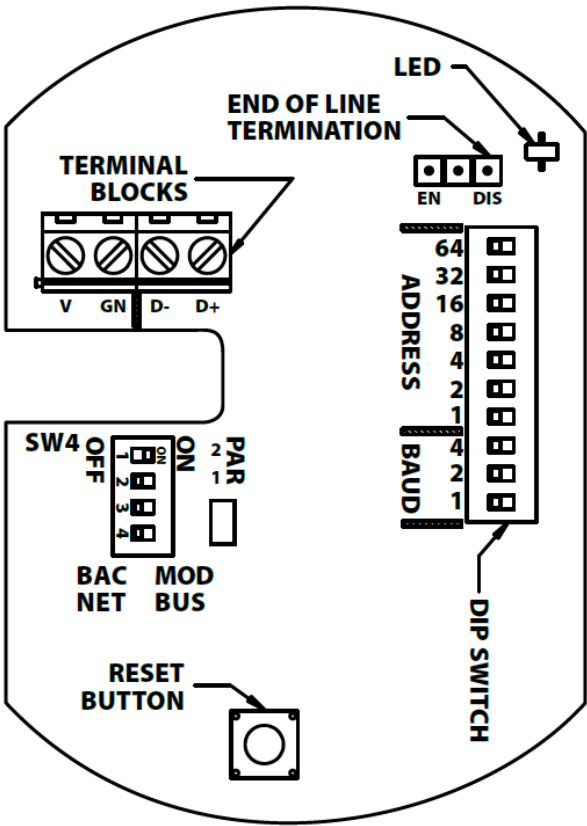 LED
END OF LINE
TERMINATION
EN DIS
TERMINAL
BLOCKS
V GN D- D+
ADDRESS
64
32
16
8
4
2
1
BAUD
4
2
1
DIP SWITCH
SW4
OFF
ON
1 ON
2
3
4
PAR
2
1
BAC
NET
MOD
BUS
RESET
BUTTON